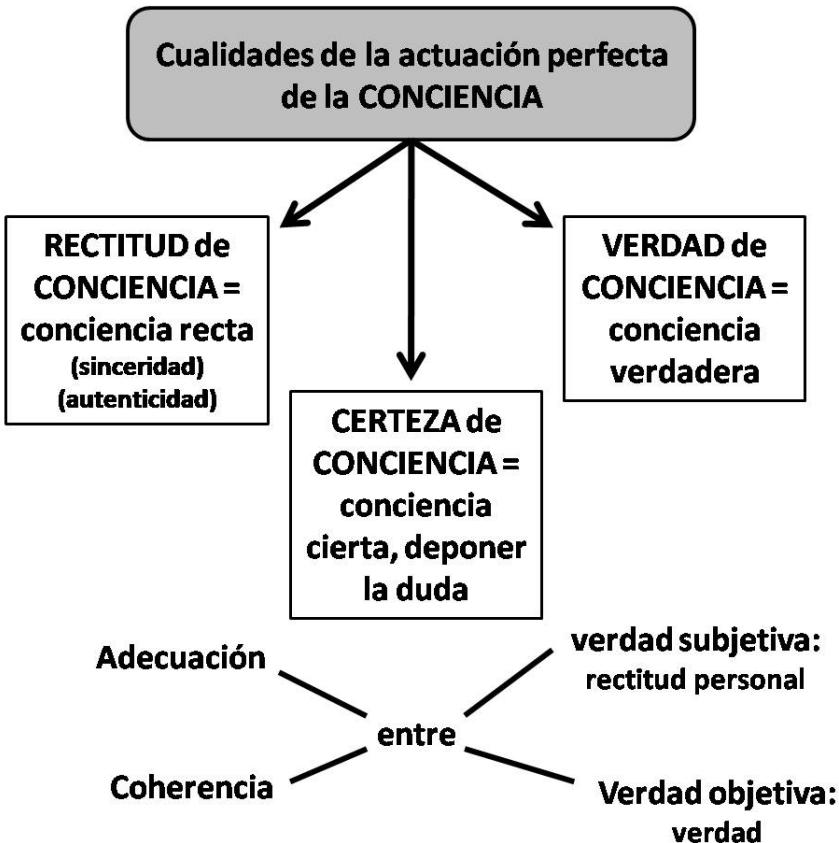 Cualidades de la actuación perfecta
de la CONCIENCIA
RECTITUD de
CONCIENCIA =
conciencia recta
(sinceridad)
(autenticidad)
CERTEZA de
CONCIENCIA =
conciencia
cierta, deponer
la duda
VERDAD de
CONCIENCIA =
conciencia
verdadera
Adecuación
Coherencia
entre
verdad subjetiva:
rectitud personal
Verdad objetiva:
verdad